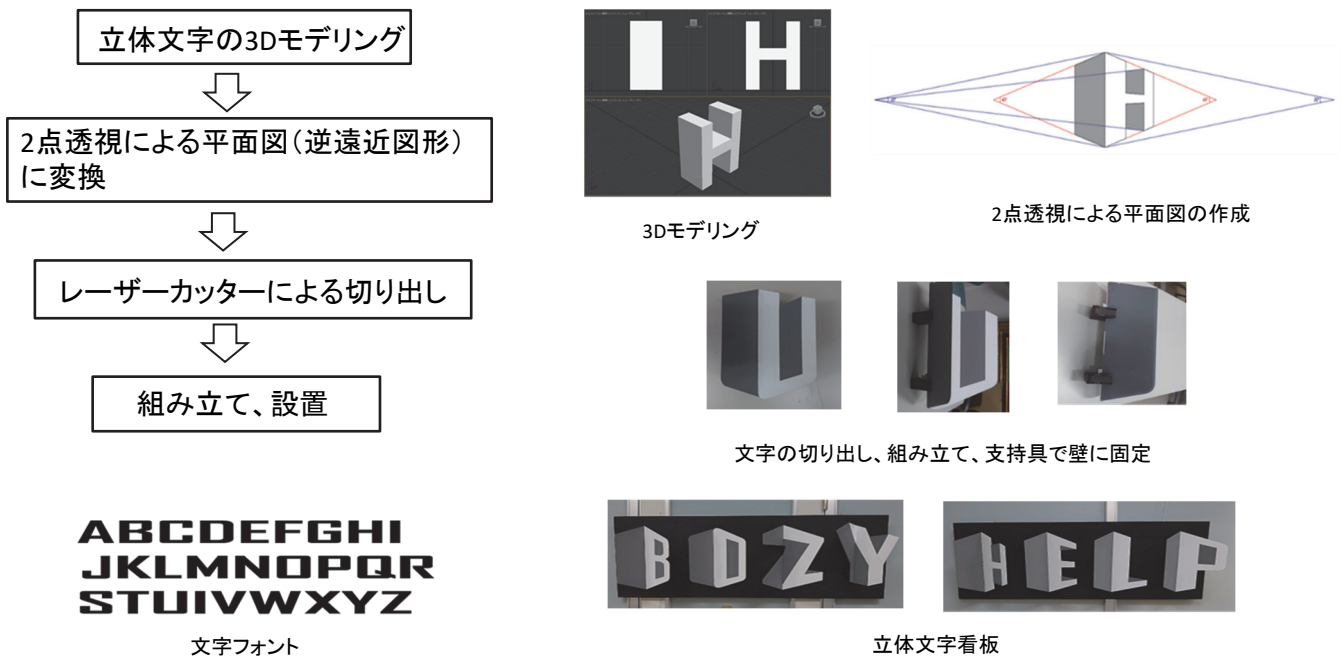 立体文字の3Dモデリング
2点透視による平面図(逆遠近図形)
に変換
レーザーカッターによる切り出し
組み立て、設置
ABCDEFGHI
JKLMNOPQR
STUIVWXYZ
文字フォント
H
3Dモデリング
H
2点透視による平面図の作成
U
文字の切り出し、組み立て、支持具で壁に固定
BDZY
HELP
立体文字看板